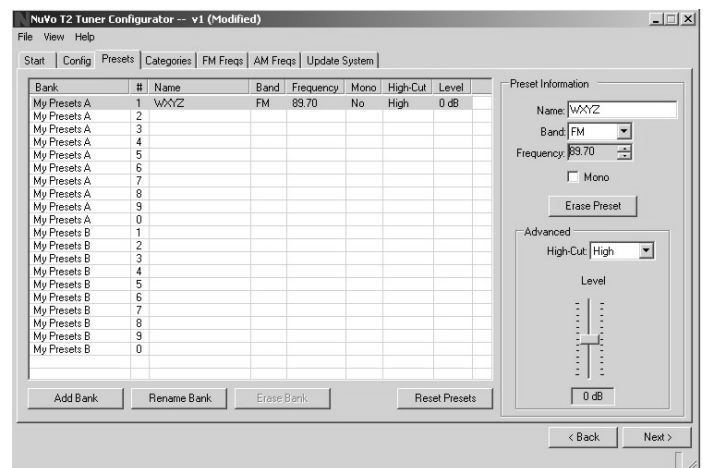 NuVo T2 Tuner Configurator -- v1 (Modified)
File View Help
Start Config Presets Categories FM Freqs AM Freqs Update System
Bank # Name Band Frequency Mono High-Cut Level
My Presets A 1 WXYZ FM 89.70 No High 0 dB
My Presets A 2
My Presets A 3
My Presets A 4
My Presets A 5
My Presets A 6
My Presets A 7
My Presets A 8
My Presets A 9
My Presets A 0
My Presets B 1
My Presets B 2
My Presets B 3
My Presets B 4
My Presets B 5
My Presets B 6
My Presets B 7
My Presets B 8
My Presets B 9
My Presets B 0
Add Bank Rename Bank Erase Bank Reset Presets
Preset Information
Name: WXYZ
Band: FM
Frequency: 89.70
Mono
Erase Preset
Advanced
High-Cut: High
Level
0 dB
< Back Next >